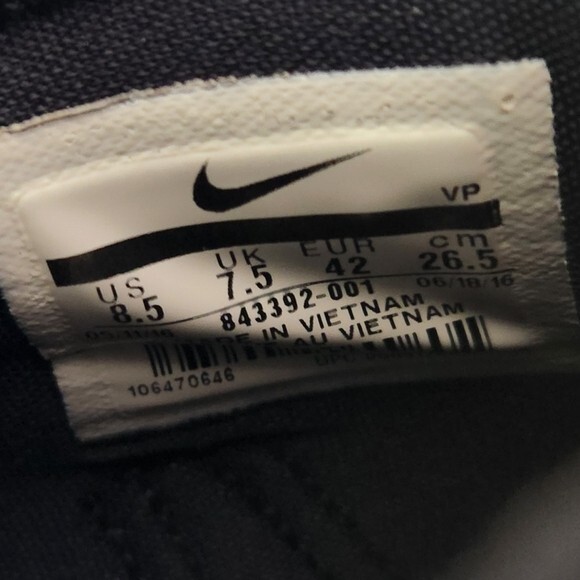 VP
US UK EUR cm
8.5 7.5 42 26.5
843392-001 06/18/16
IN VIETNAM
AU VIETNAM
106470646